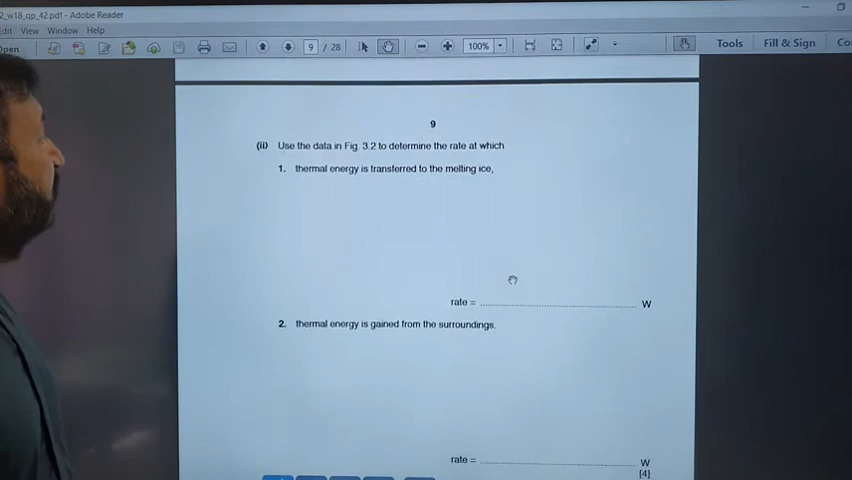 2_w18_qp_42.pdf - Adobe Reader
Edit View Window Help
Open
9 / 28
100%
Tools
Fill & Sign
Co
9
(ii) Use the data in Fig. 3.2 to determine the rate at which
1. thermal energy is transferred to the melting ice,
rate = ........................................ W
2. thermal energy is gained from the surroundings.
rate = ........................................ W
[4]